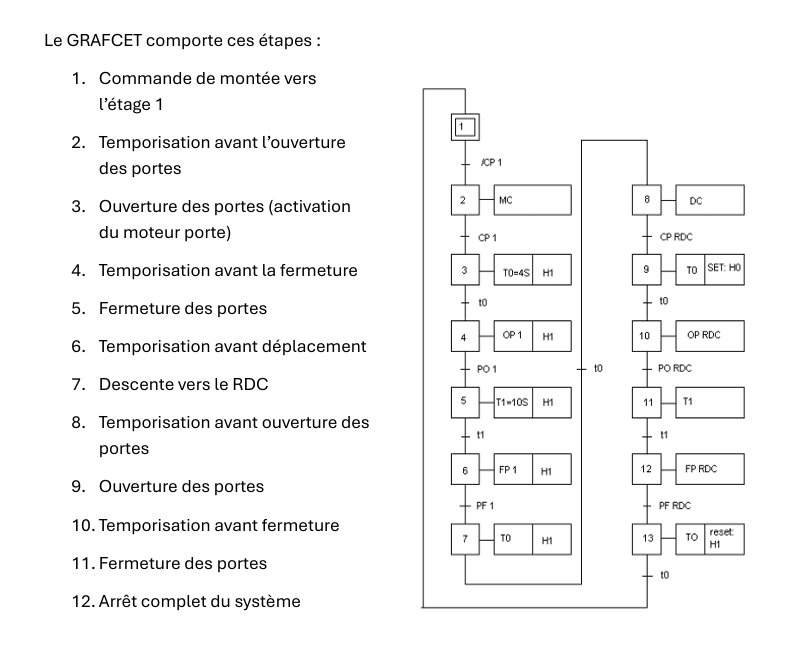 Le GRAFCET comporte ces étapes :
1. Commande de montée vers
l'étage 1
2. Temporisation avant l'ouverture
des portes
3. Ouverture des portes (activation
du moteur porte)
4. Temporisation avant la fermeture
5. Fermeture des portes
6. Temporisation avant déplacement
7. Descente vers le RDC
8. Temporisation avant ouverture des
portes
9. Ouverture des portes
10. Temporisation avant fermeture
11. Fermeture des portes
12. Arrêt complet du système
1
/CP 1
2 MC
CP 1
3 T0=4S H1
t0
4 OP 1 H1
PO 1
5 T1=10S H1
t1
6 FP 1 H1
PF 1
7 T0 H1
t0
8 DC
CP RDC
9 T0 SET: H0
t0
10 OP RDC
PO RDC
11 T1
t1
12 FP RDC
PF RDC
13 TO reset:
H1
t0